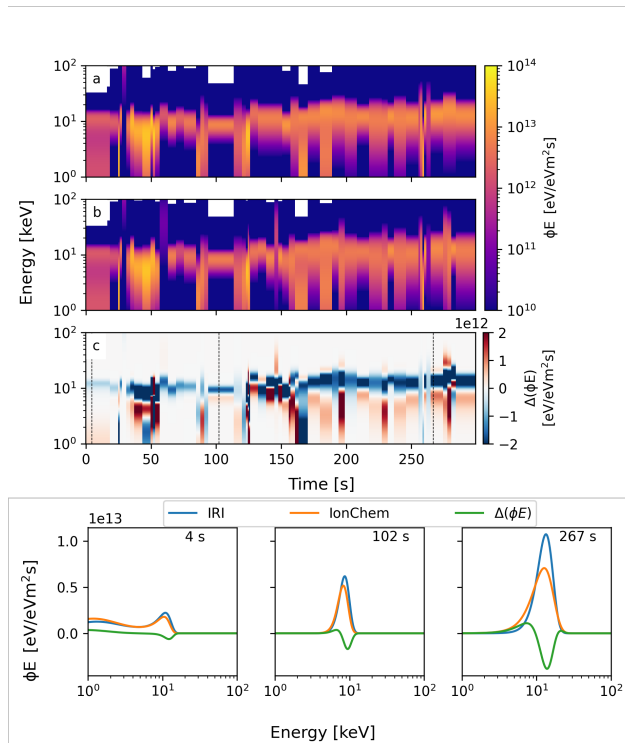 a
10²
10¹
10⁰
b
10²
10¹
10⁰
Energy [keV]
10¹⁴
10¹³
10¹²
10¹¹
10¹⁰
ϕE [eV/eVm²s]
c
10²
10¹
10⁰
1e12
2
1
0
−1
−2
Δ(ϕE)
[eV/eVm²s]
0 50 100 150 200 250
Time [s]
IRI IonChem Δ(ϕE)
1e13
4 s 102 s 267 s
1.0
0.5
0.0
ϕE [eV/eVm²s]
10⁰ 10¹ 10² 10⁰ 10¹ 10² 10⁰ 10¹ 10²
Energy [keV]